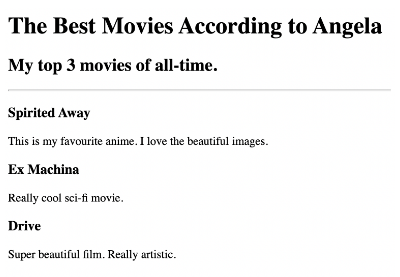 The Best Movies According to Angela
My top 3 movies of all-time.
Spirited Away
This is my favourite anime. I love the beautiful images.
Ex Machina
Really cool sci-fi movie.
Drive
Super beautiful film. Really artistic.